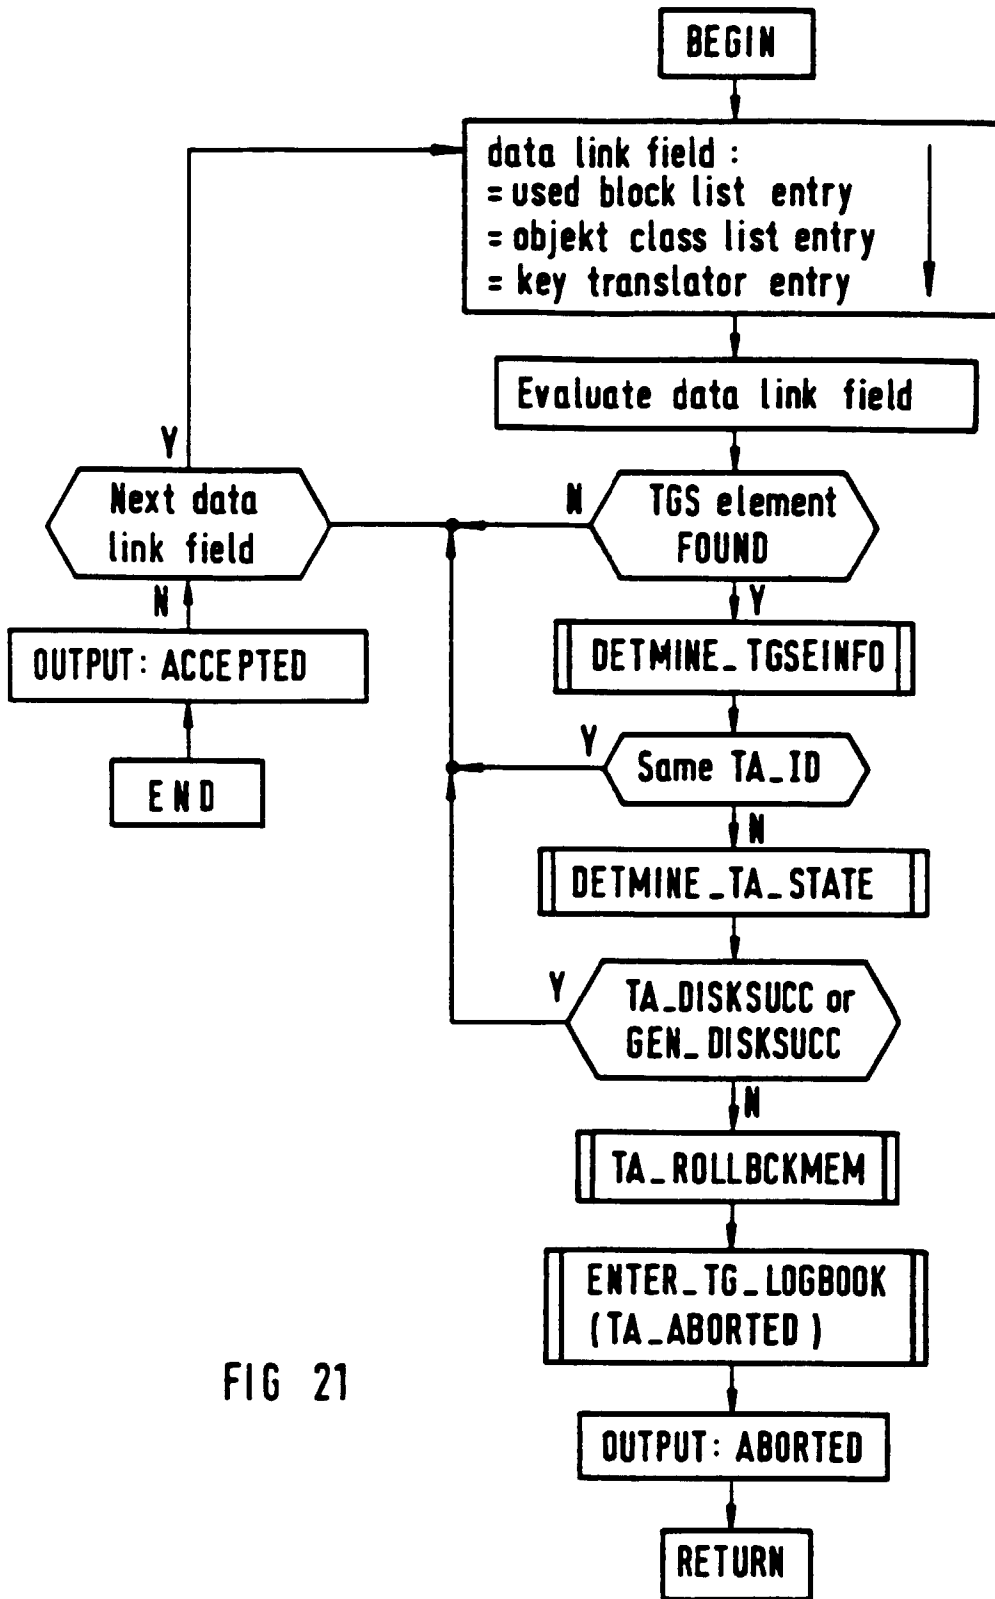 BEGIN
data link field :
= used block list entry
= objekt class list entry
= key translator entry
Evaluate data link field
Y
Next data
link field
N
TGS element
FOUND
N
Y
OUTPUT: ACCEPTED
DETMINE_TGSEINFO
Y
Same TA_ID
END
N
DETMINE_TA_STATE
Y
TA_DISKSUCC or
GEN_DISKSUCC
N
TA_ROLLBCKMEM
ENTER_TG_LOGBOOK
(TA_ABORTED)
FIG 21
OUTPUT: ABORTED
RETURN